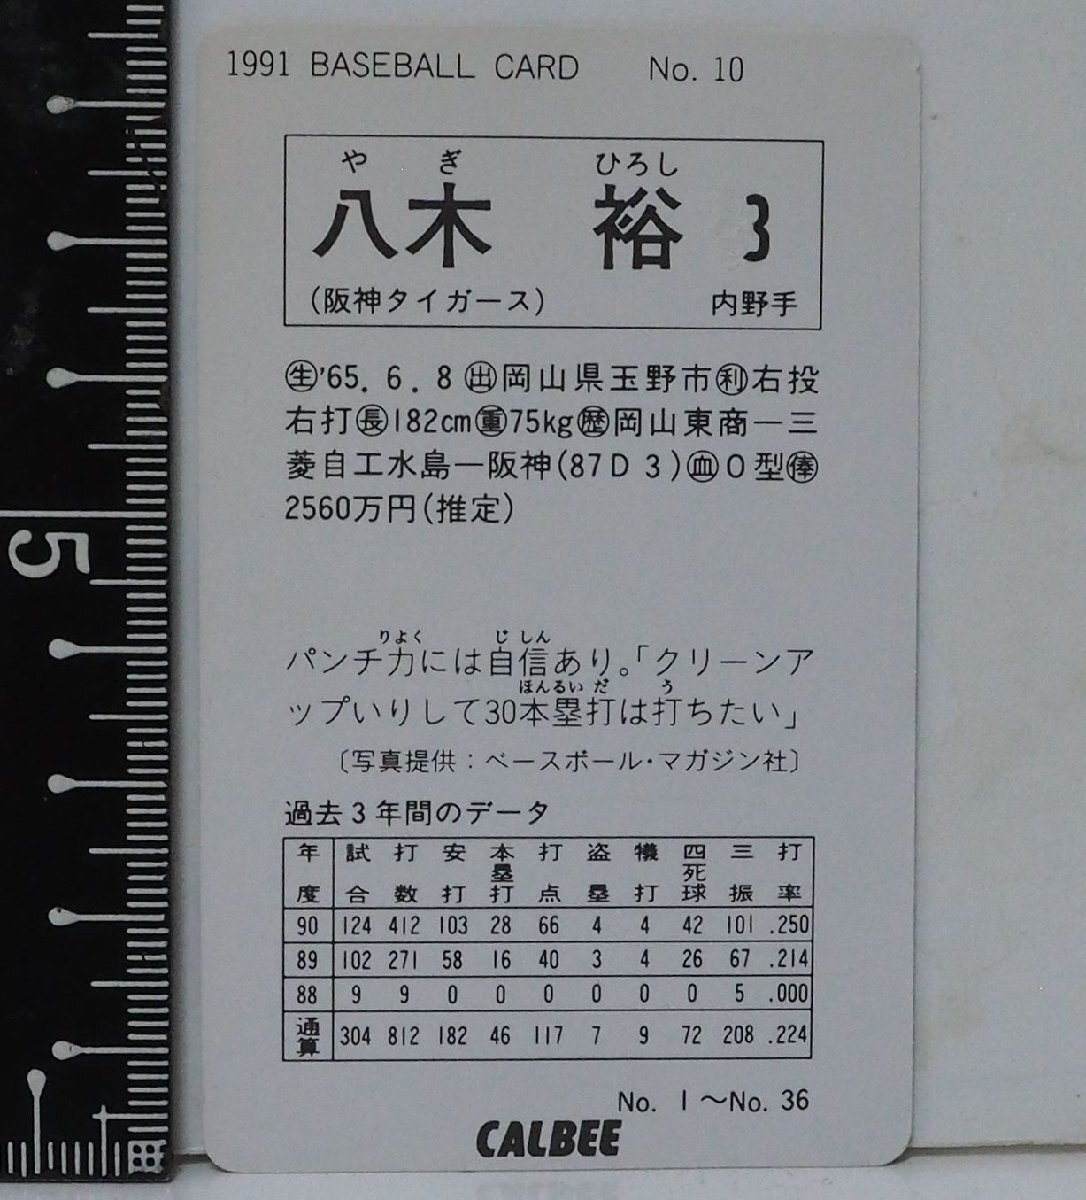 1991 BASEBALL CARD No. 10
やぎ ひろし
八木 裕 3
(阪神タイガース) 内野手
㊤'65. 6. 8 ㊤岡山県玉野市㊤右投
右打㊤182cm㊤75kg㊤岡山東商―三
菱自工水島―阪神(87D3)㊤O型㊤
2560万円(推定)
りよく じしん
パンチ力には自信あり。「クリーンア
ほんるいだ う
ップいりして30本塁打は打ちたい」
〔写真提供：ベースボール・マガジン社〕
過去3年間のデータ
年度 試合 打数 安打 本塁打 打点 盗塁 犠打 四死球 三振 打率
90 124 412 103 28 66 4 4 42 101 .250
89 102 271 58 16 40 3 4 26 67 .214
88 9 9 0 0 0 0 0 0 5 .000
通算 304 812 182 46 117 7 9 72 208 .224
No. 1～No. 36
CALBEE
5